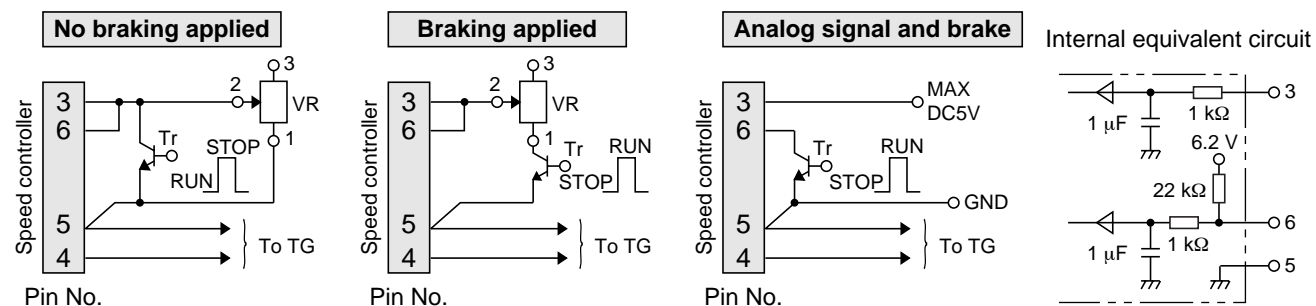 No braking applied
Speed controller
3
6
5
4
2
3
VR
1
Tr
STOP
RUN
To TG
Pin No.
Braking applied
Speed controller
3
6
5
4
2
3
VR
1
Tr
RUN
STOP
To TG
Pin No.
Analog signal and brake
Speed controller
3
6
5
4
MAX
DC5V
Tr
RUN
STOP
GND
To TG
Pin No.
Internal equivalent circuit
3
1 kΩ
1 µF
6.2 V
22 kΩ
6
1 kΩ
1 µF
5